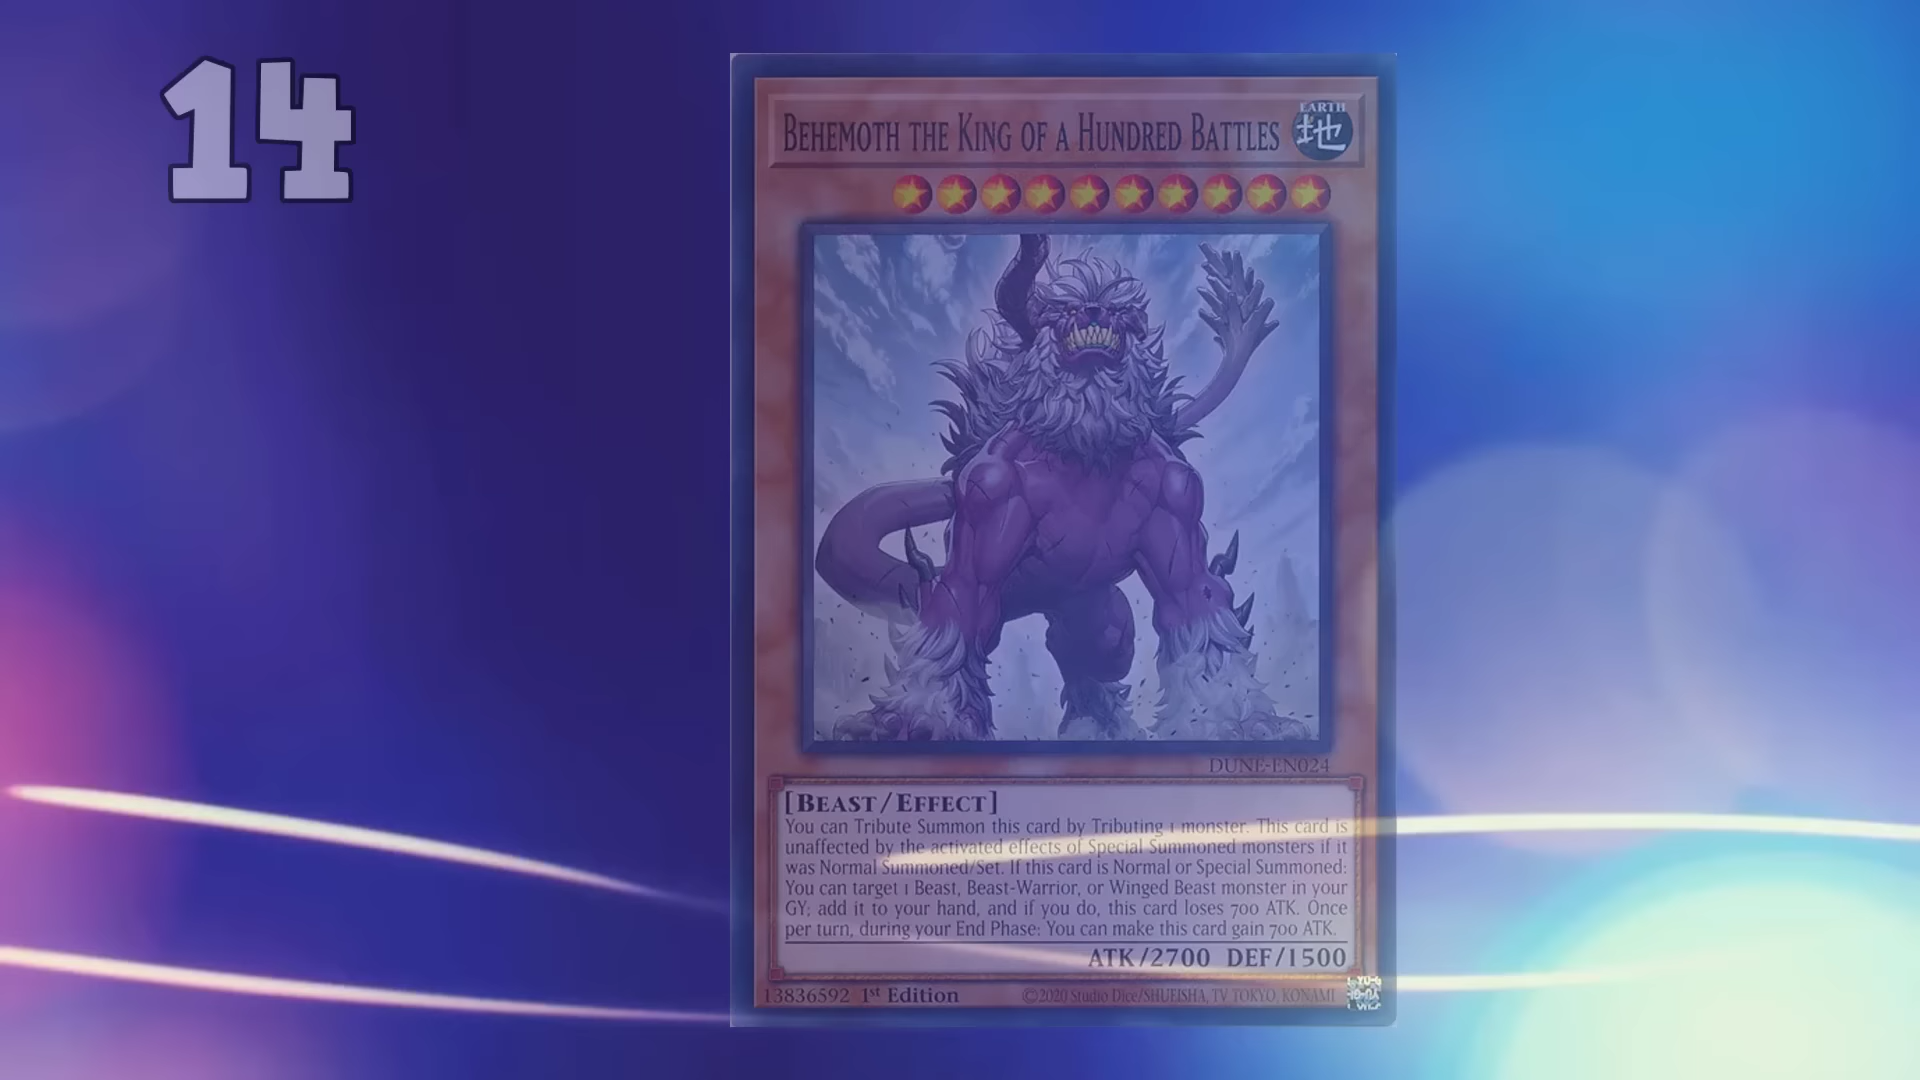 14
BEHEMOTH THE KING OF A HUNDRED BATTLES
EARTH
地
DUNE-EN024
[BEAST/EFFECT]
You can Tribute Summon this card by Tributing 1 monster. This card is
unaffected by the activated effects of Special Summoned monsters if it
was Normal Summoned/Set. If this card is Normal or Special Summoned:
You can target 1 Beast, Beast-Warrior, or Winged Beast monster in your
GY; add it to your hand, and if you do, this card loses 700 ATK. Once
per turn, during your End Phase: You can make this card gain 700 ATK.
ATK/2700 DEF/1500
13836592 1st Edition ©2020 Studio Dice/SHUEISHA, TV TOKYO, KONAMI